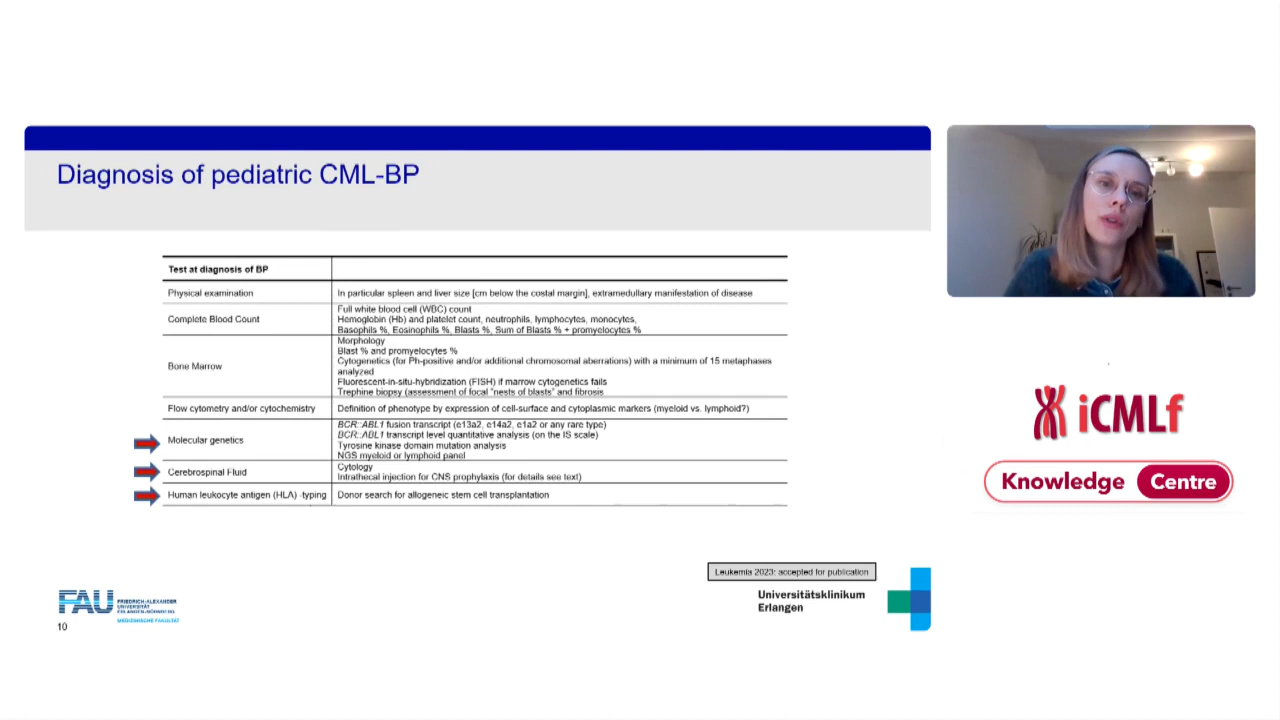 Diagnosis of pediatric CML-BP
Test at diagnosis of BP
Physical examination
In particular spleen and liver size [cm below the costal margin], extramedullary manifestation of disease
Complete Blood Count
Full white blood cell (WBC) count
Hemoglobin (Hb) and platelet count, neutrophils, lymphocytes, monocytes,
Basophils %, Eosinophils %, Blasts %, Sum of Blasts % + promyelocytes %
Bone Marrow
Morphology
Blast % and promyelocytes %
Cytogenetics (for Ph-positive and/or additional chromosomal aberrations) with a minimum of 15 metaphases
analyzed
Fluorescent-in-situ-hybridization (FISH) if marrow cytogenetics fails
Trephine biopsy (assessment of focal "nests of blasts" and fibrosis
Flow cytometry and/or cytochemistry
Definition of phenotype by expression of cell-surface and cytoplasmic markers (myeloid vs. lymphoid?)
Molecular genetics
BCR::ABL1 fusion transcript (e13a2, e14a2, e1a2 or any rare type)
BCR::ABL1 transcript level quantitative analysis (on the IS scale)
Tyrosine kinase domain mutation analysis
NGS myeloid or lymphoid panel
Cerebrospinal Fluid
Cytology
Intrathecal injection for CNS prophylaxis (for details see text)
Human leukocyte antigen (HLA) -typing
Donor search for allogeneic stem cell transplantation
Leukemia 2023: accepted for publication
FAU
FRIEDRICH-ALEXANDER
UNIVERSITÄT
ERLANGEN-NÜRNBERG
MEDIZINISCHE FAKULTÄT
10
Universitätsklinikum
Erlangen
iCMLf
Knowledge Centre